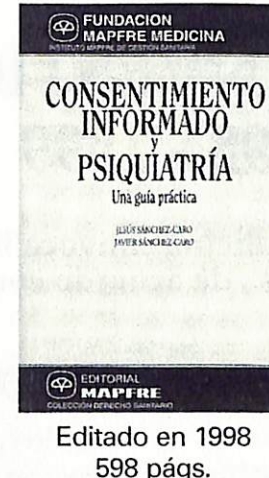 FUNDACION
MAPFRE MEDICINA
INSTITUTO MAPFRE DE GESTIÓN SANITARIA
CONSENTIMIENTO
INFORMADO
y
PSIQUIATRÍA
Una guía práctica
JESÚS SÁNCHEZ-CARO
JAVIER SÁNCHEZ-CARO
EDITORIAL
MAPFRE
COLECCIÓN DERECHO SANITARIO
Editado en 1998
598 págs.